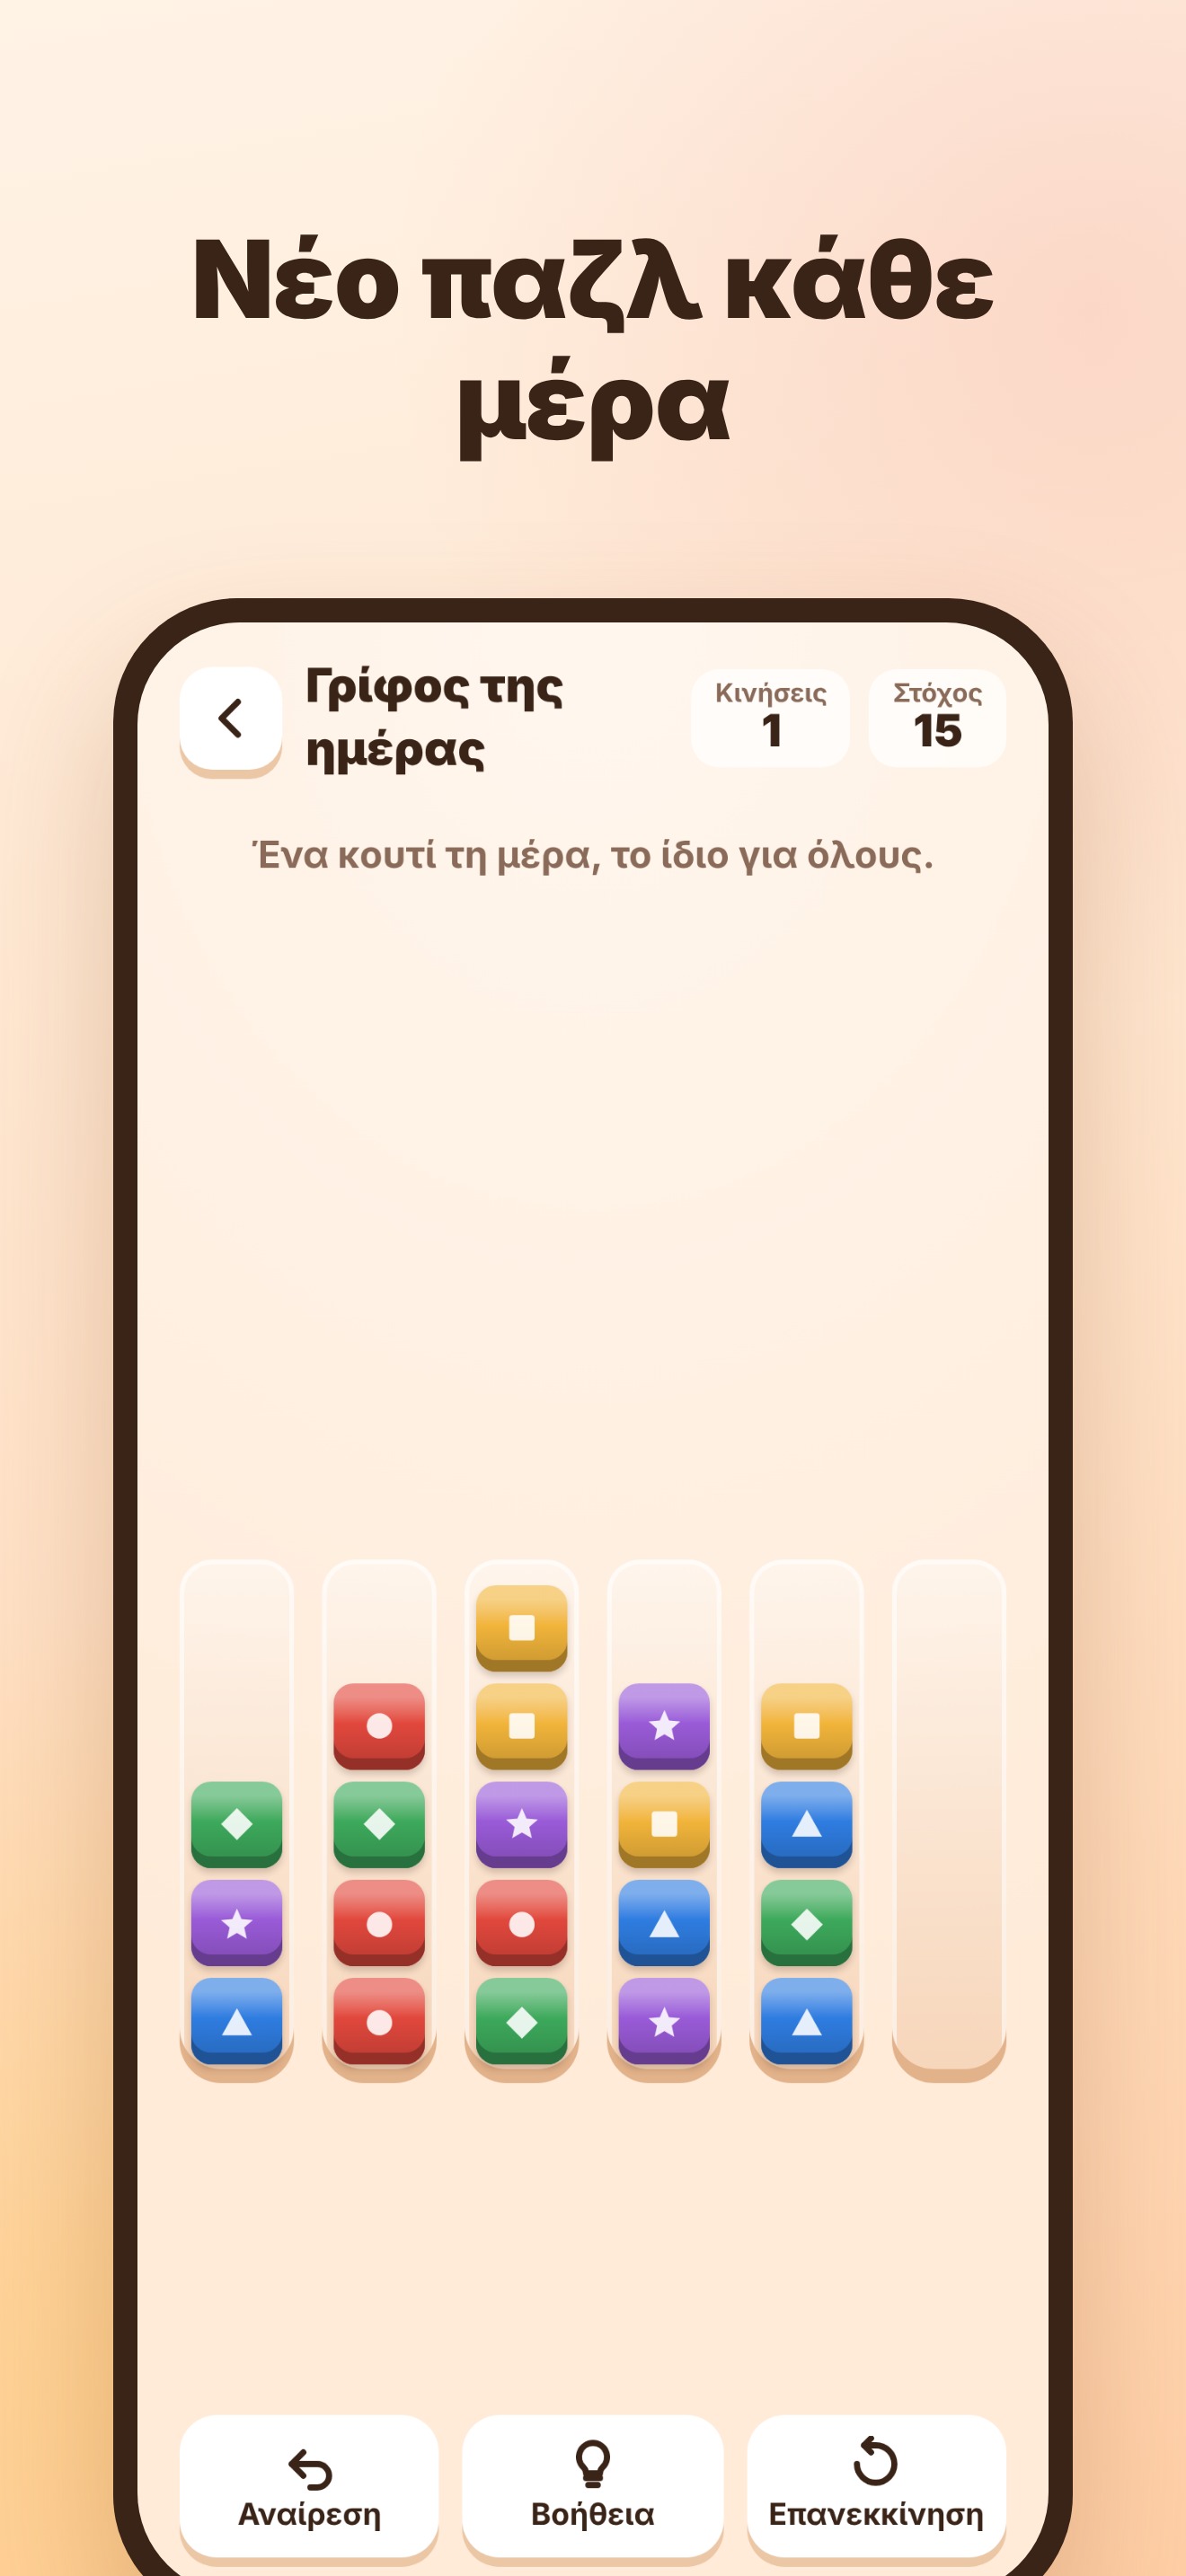 Νέο παζλ κάθε
μέρα
Γρίφος της
ημέρας
Κινήσεις
1
Στόχος
15
Ένα κουτί τη μέρα, το ίδιο για όλους.
Αναίρεση
Βοήθεια
Επανεκκίνηση